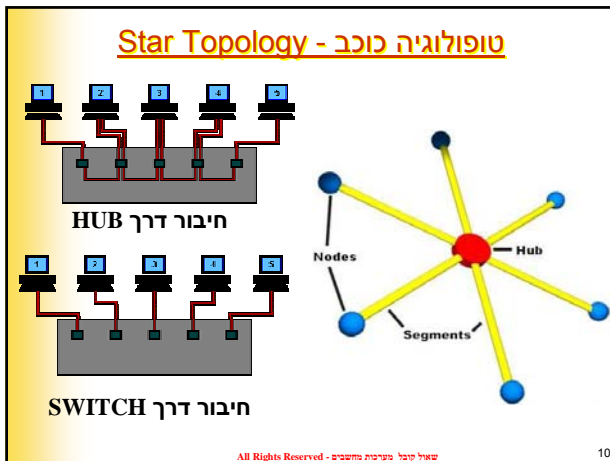 טופולוגיה כוכב - Star Topology
1 2 3 4 5
חיבור דרך HUB
1 2 3 4 5
חיבור דרך SWITCH
Nodes
Hub
Segments
All Rights Reserved - שאול קובל מערכות מחשבים
10